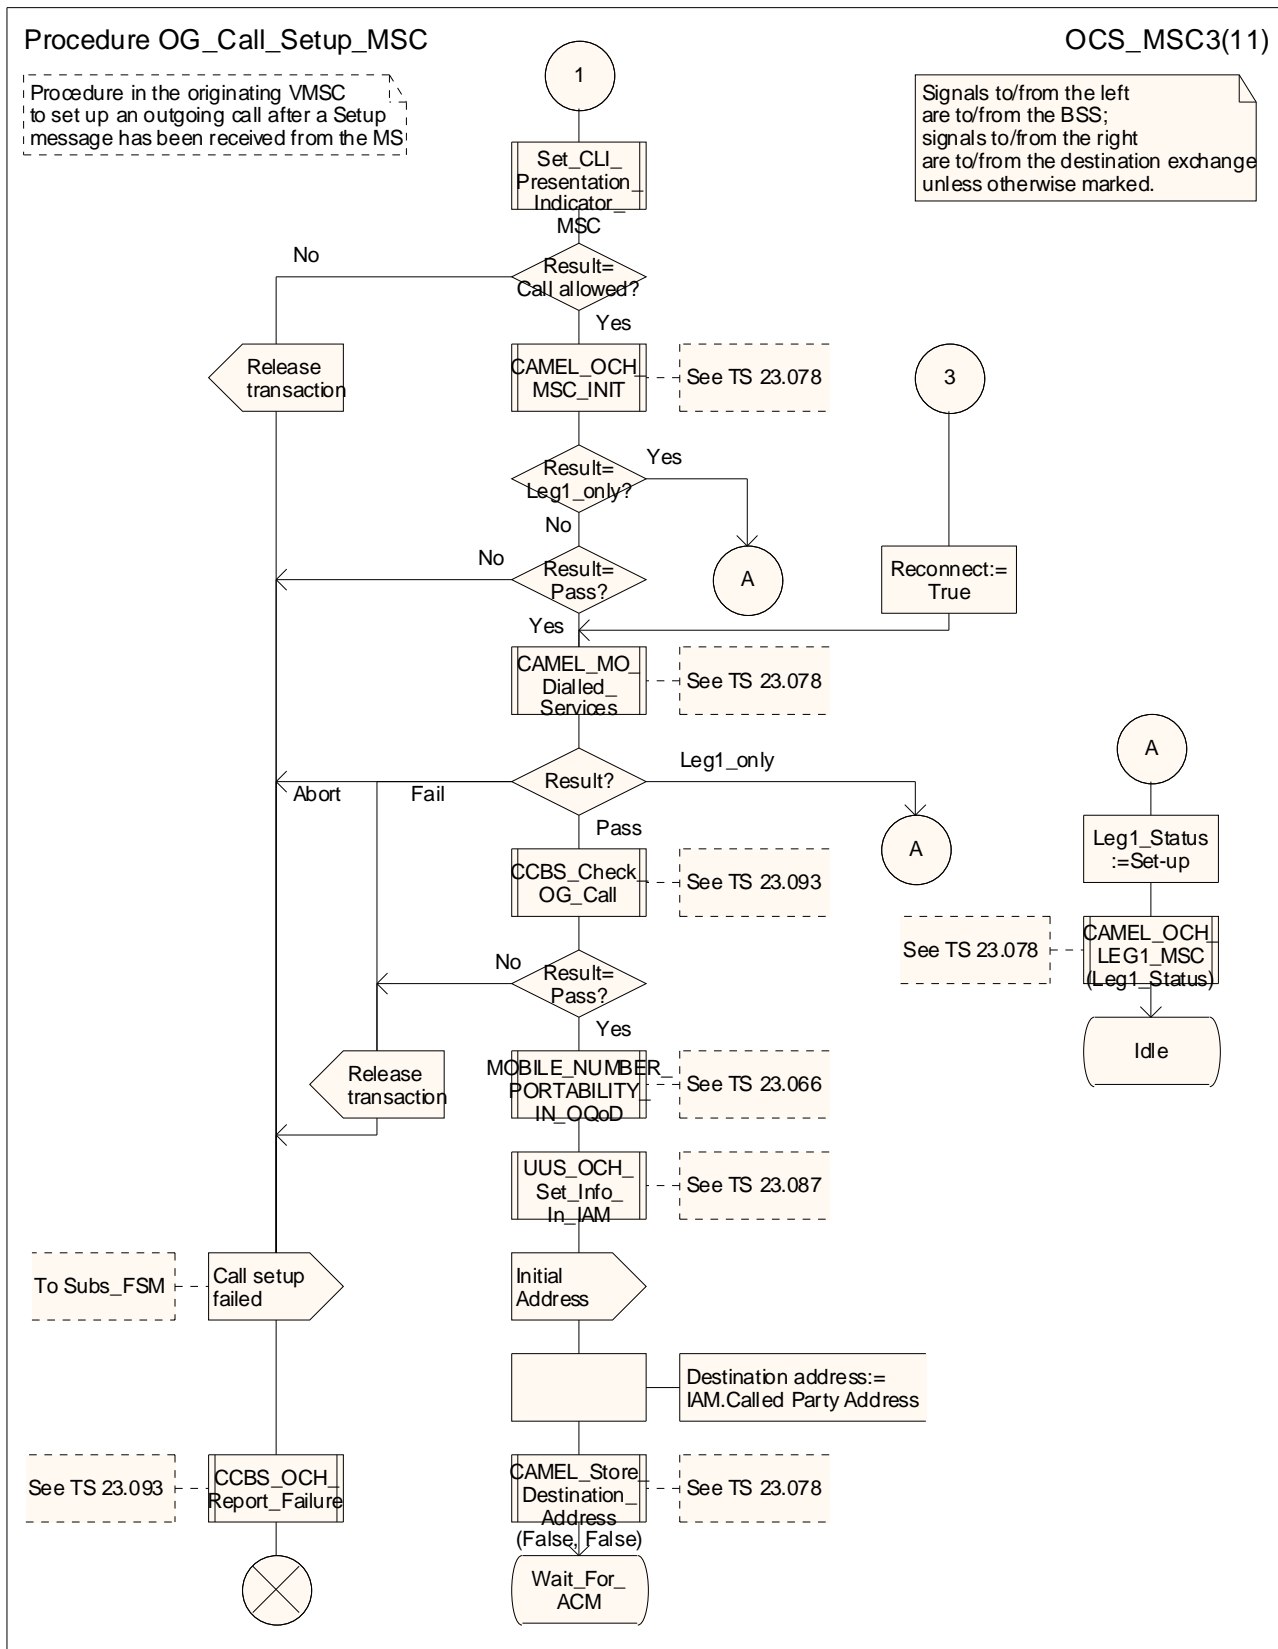 Procedure OG_Call_Setup_MSC
OCS_MSC3(11)
Procedure in the originating VMSC
to set up an outgoing call after a Setup
message has been received from the MS
1
Signals to/from the left
are to/from the BSS;
signals to/from the right
are to/from the destination exchange
unless otherwise marked.
Set_CLI_
Presentation_
Indicator_
MSC
No
Result=
Call allowed?
Yes
Release
transaction
CAMEL_OCH_
MSC_INIT
See TS 23.078
3
Result=
Leg1_only?
Yes
No
No
Result=
Pass?
A
Reconnect:=
True
Yes
CAMEL_MO_
Dialled_
Services
See TS 23.078
A
Abort
Fail
Result?
Leg1_only
Pass
A
Leg1_Status
:=Set-up
CCBS_Check_
OG_Call
See TS 23.093
See TS 23.078
CAMEL_OCH_
LEG1_MSC
(Leg1_Status)
No
Result=
Pass?
Yes
Idle
Release
transaction
MOBILE_NUMBER_
PORTABILITY_
IN_OQoD
See TS 23.066
UUS_OCH_
Set_Info_
In_IAM
See TS 23.087
To Subs_FSM
Call setup
failed
Initial
Address
Destination address:=
IAM.Called Party Address
See TS 23.093
CCBS_OCH_
Report_Failure
CAMEL_Store_
Destination_
Address
(False, False)
See TS 23.078
Wait_For_
ACM